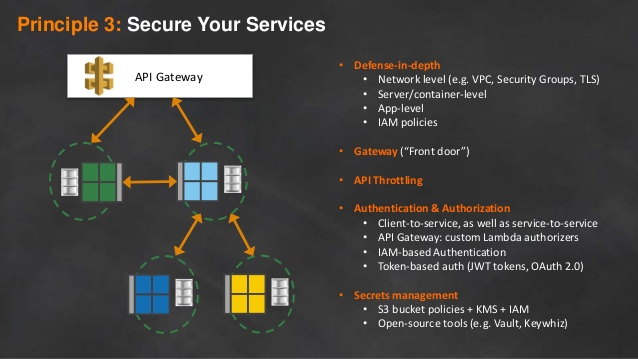 Principle 3: Secure Your Services
API Gateway
• Defense-in-depth
• Network level (e.g. VPC, Security Groups, TLS)
• Server/container-level
• App-level
• IAM policies
• Gateway (“Front door”)
• API Throttling
• Authentication & Authorization
• Client-to-service, as well as service-to-service
• API Gateway: custom Lambda authorizers
• IAM-based Authentication
• Token-based auth (JWT tokens, OAuth 2.0)
• Secrets management
• S3 bucket policies + KMS + IAM
• Open-source tools (e.g. Vault, Keywhiz)